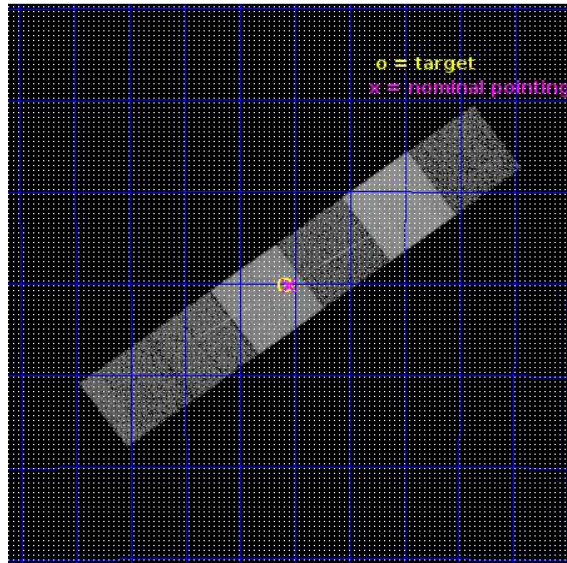 o = target
x = nominal pointing